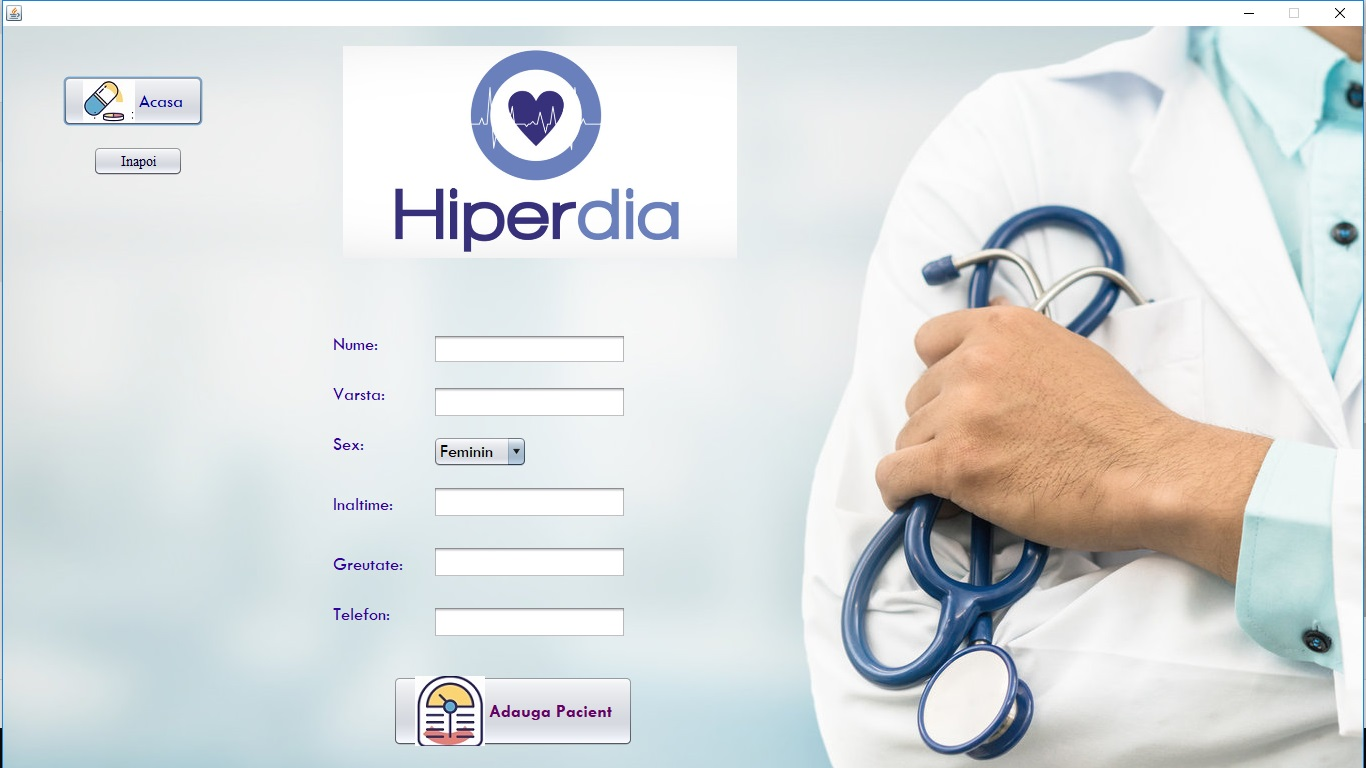 Acasa
Inapoi
Hiperdia
Nume:
Varsta:
Sex:
Feminin
Inaltime:
Greutate:
Telefon:
Adauga Pacient